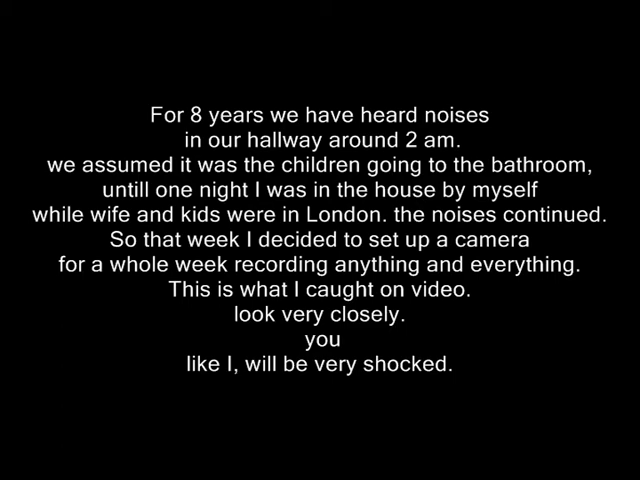 For 8 years we have heard noises
in our hallway around 2 am.
we assumed it was the children going to the bathroom,
untill one night I was in the house by myself
while wife and kids were in London. the noises continued.
So that week I decided to set up a camera
for a whole week recording anything and everything.
This is what I caught on video.
look very closely.
you
like I, will be very shocked.